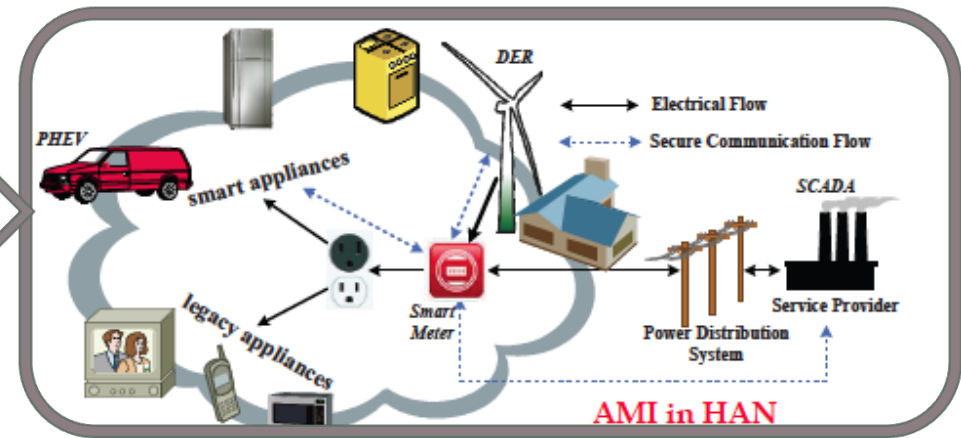 DER
Electrical Flow
PHEV
Secure Communication Flow
smart appliances
SCADA
legacy appliances
Smart
Meter
Service Provider
Power Distribution
System
AMI in HAN